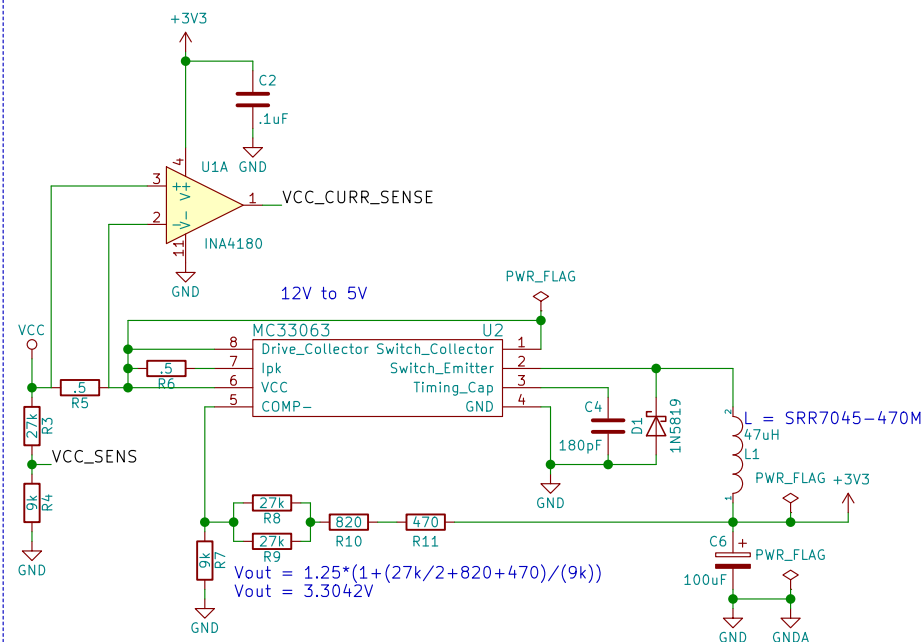 +3V3
C2
.1uF
GND
4
U1A
3
V+
1
VCC_CURR_SENSE
2
V-
INA4180
11
GND
12V to 5V
PWR_FLAG
VCC
MC33063
U2
8
Drive_Collector
Switch_Collector
1
7
Ipk
Switch_Emitter
2
6
VCC
Timing_Cap
3
5
COMP-
GND
4
.5
R6
.5
R5
27k
R3
VCC_SENS
9k
R4
GND
C4
180pF
D1
1N5819
GND
2
L = SRR7045-470M
47uH
L1
1
PWR_FLAG
+3V3
27k
R8
27k
R9
820
R10
470
R11
9k
R7
GND
Vout = 1.25*(1+(27k/2+820+470)/(9k))
Vout = 3.3042V
C6
+
100uF
PWR_FLAG
GND
GNDA